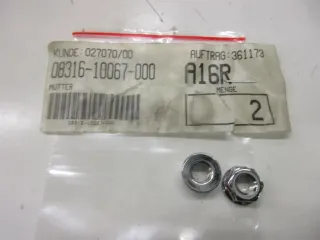 KUNDE: 027070/00 AUFTRAG: 361173
08316-10067-000 A16R
MUTTER MENGE
2